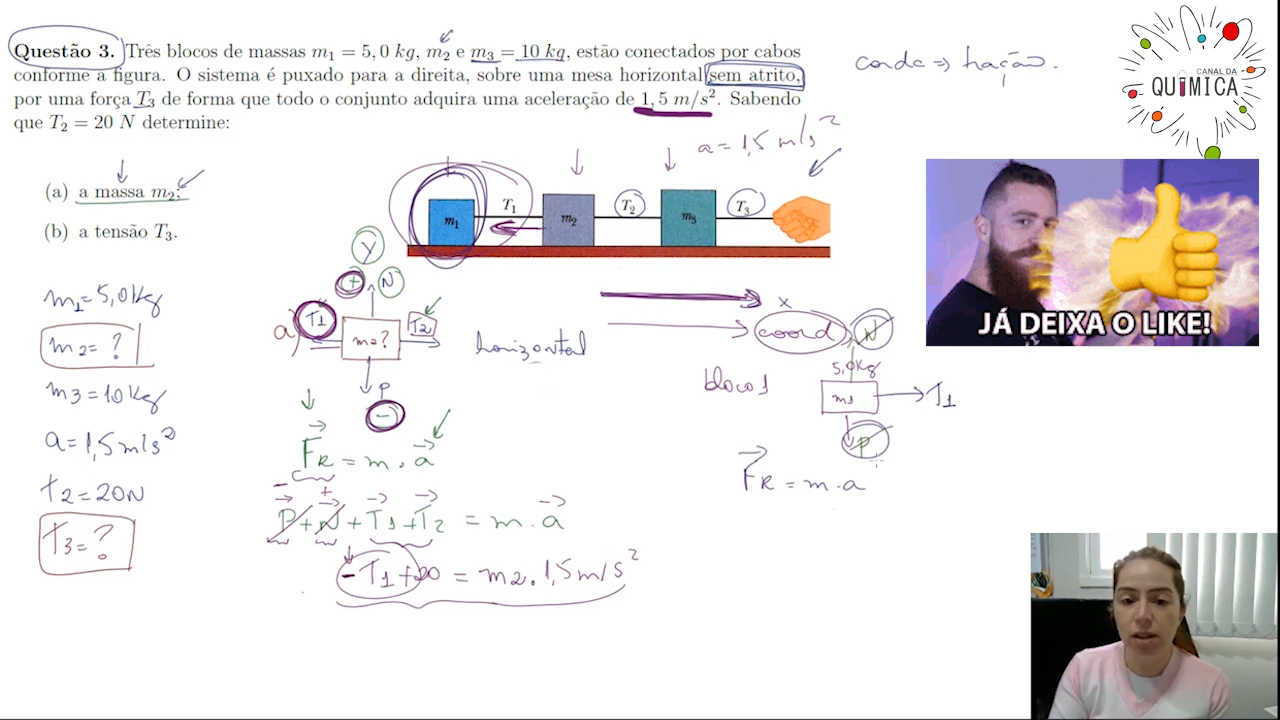 Questão 3. Três blocos de massas m₁ = 5,0 kg, m₂ e m₃ = 10 kg, estão conectados por cabos
conforme a figura. O sistema é puxado para a direita, sobre uma mesa horizontal sem atrito,
por uma força T₃ de forma que todo o conjunto adquira uma aceleração de 1,5 m/s². Sabendo
que T₂ = 20 N determine:
corda => tração.
CANAL DA
QUÍMICA
a = 1,5 m/s²
(a) a massa m₂;
(b) a tensão T₃.
m₁ T₁ m₂ T₂ m₃ T₃
JÁ DEIXA O LIKE!
m₁ = 5,0 kg
m₂ = ?
m₃ = 10 kg
a = 1,5 m/s²
T₂ = 20 N
T₃ = ?
y
+ N
a) T₁ m₂? T₂
P
-
horizontal
x
coord
N
5,0 kg
bloco 1
m₁ T₁
P
F_R = m . a
F_R = m . a
- +
P + N + T₁ + T₂ = m . a
- T₁ + 20 = m₂ . 1,5 m/s²